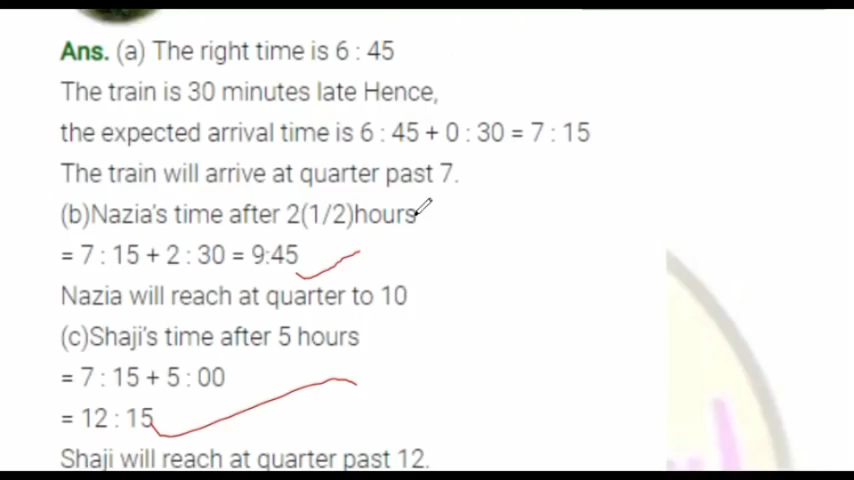 Ans. (a) The right time is 6 : 45
The train is 30 minutes late Hence,
the expected arrival time is 6 : 45 + 0 : 30 = 7 : 15
The train will arrive at quarter past 7.
(b)Nazia's time after 2(1/2)hours
= 7 : 15 + 2 : 30 = 9:45
Nazia will reach at quarter to 10
(c)Shaji's time after 5 hours
= 7 : 15 + 5 : 00
= 12 : 15
Shaji will reach at quarter past 12.